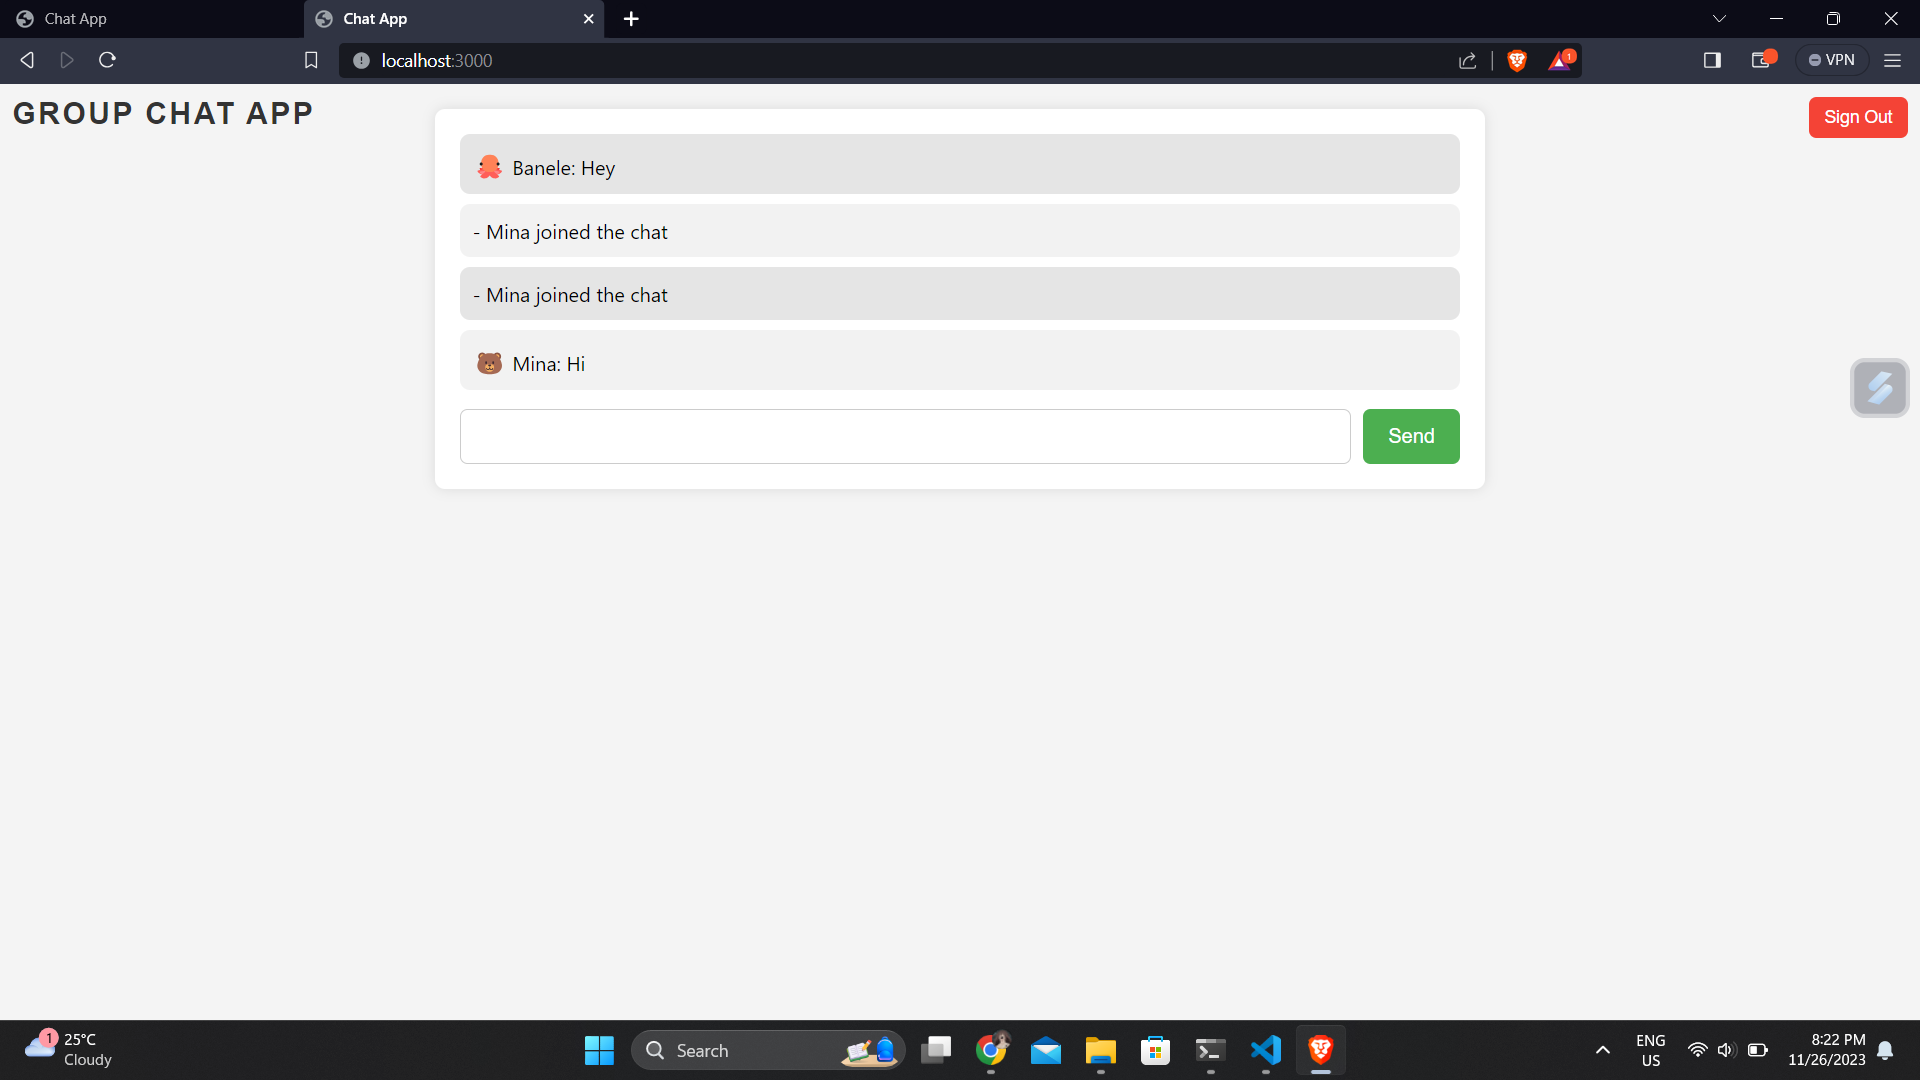 Chat App
Chat App
localhost:3000
1
VPN
GROUP CHAT APP
Sign Out
Banele: Hey
- Mina joined the chat
- Mina joined the chat
Mina: Hi
Send
1
25°C
Cloudy
Search
ENG
US
8:22 PM
11/26/2023